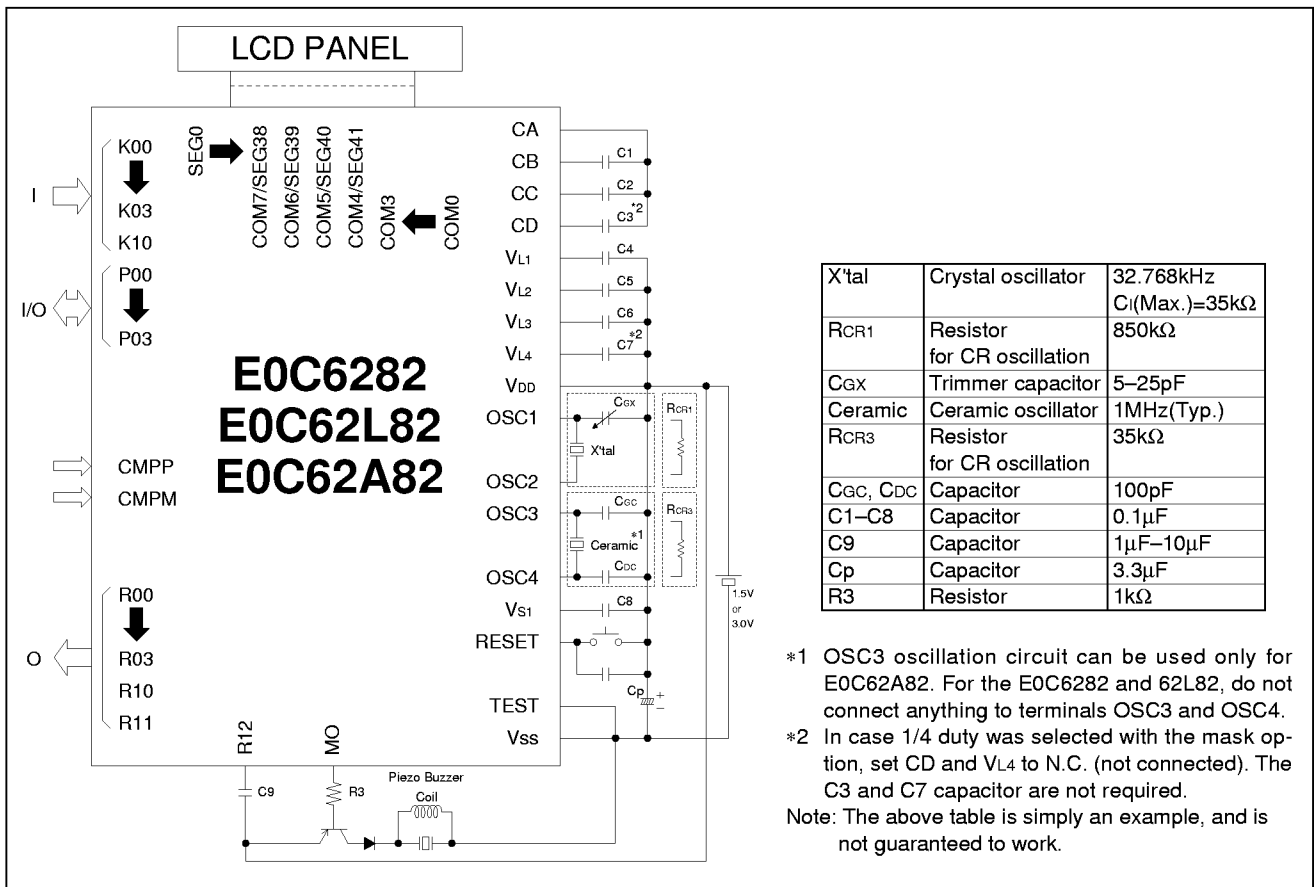 LCD PANEL
K00
K03
K10
P00
P03
I
I/O
SEG0
COM7/SEG38
COM6/SEG39
COM5/SEG40
COM4/SEG41
COM3
COM0
E0C6282
E0C62L82
E0C62A82
CMPP
CMPM
O
R00
R03
R10
R11
R12
MO
CA
CB
CC
CD
VL1
VL2
VL3
VL4
VDD
OSC1
OSC2
OSC3
OSC4
VS1
RESET
TEST
VSS
C1
C2
C3 *2
C4
C5
C6
C7 *2
CGX
X'tal
RCR1
CGC
Ceramic *1
CDC
RCR3
C8
Cp
+
–
1.5V
or
3.0V
C9
R3
Piezo Buzzer
Coil
X'tal Crystal oscillator 32.768kHz
CI(Max.)=35kΩ
RCR1 Resistor 850kΩ
for CR oscillation
CGX Trimmer capacitor 5–25pF
Ceramic Ceramic oscillator 1MHz(Typ.)
RCR3 Resistor 35kΩ
for CR oscillation
CGC, CDC Capacitor 100pF
C1–C8 Capacitor 0.1µF
C9 Capacitor 1µF–10µF
Cp Capacitor 3.3µF
R3 Resistor 1kΩ
*1 OSC3 oscillation circuit can be used only for
E0C62A82. For the E0C6282 and 62L82, do not
connect anything to terminals OSC3 and OSC4.
*2 In case 1/4 duty was selected with the mask op-
tion, set CD and VL4 to N.C. (not connected). The
C3 and C7 capacitor are not required.
Note: The above table is simply an example, and is
not guaranteed to work.